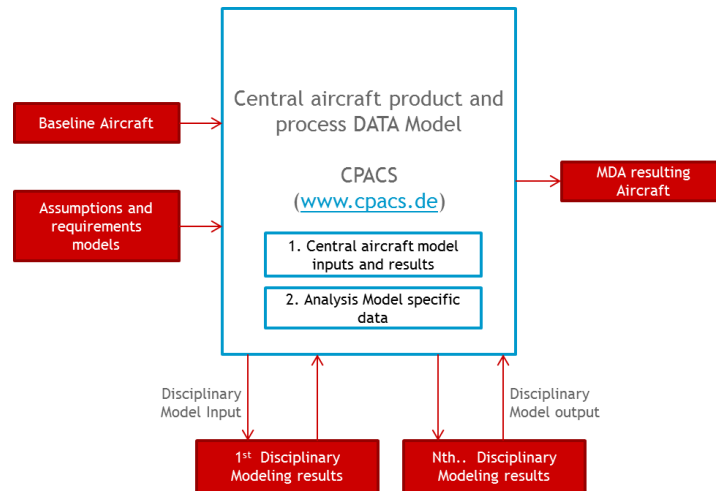 Central aircraft product and
process DATA Model
CPACS
(www.cpacs.de)
1. Central aircraft model
inputs and results
2. Analysis Model specific
data
Baseline Aircraft
Assumptions and
requirements
models
MDA resulting
Aircraft
Disciplinary
Model Input
Disciplinary
Model output
1st Disciplinary
Modeling results
Nth.. Disciplinary
Modeling results